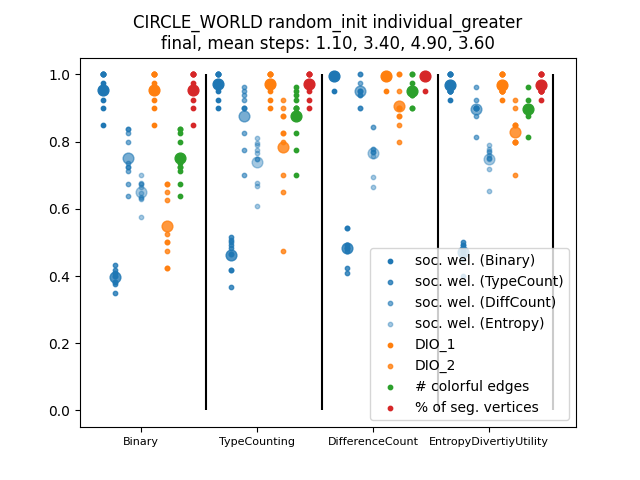 CIRCLE_WORLD random_init individual_greater
final, mean steps: 1.10, 3.40, 4.90, 3.60
1.0
0.8
0.6
0.4
0.2
0.0
soc. wel. (Binary)
soc. wel. (TypeCount)
soc. wel. (DiffCount)
soc. wel. (Entropy)
DIO_1
DIO_2
# colorful edges
% of seg. vertices
Binary
TypeCounting
DifferenceCount
EntropyDivertiyUtility